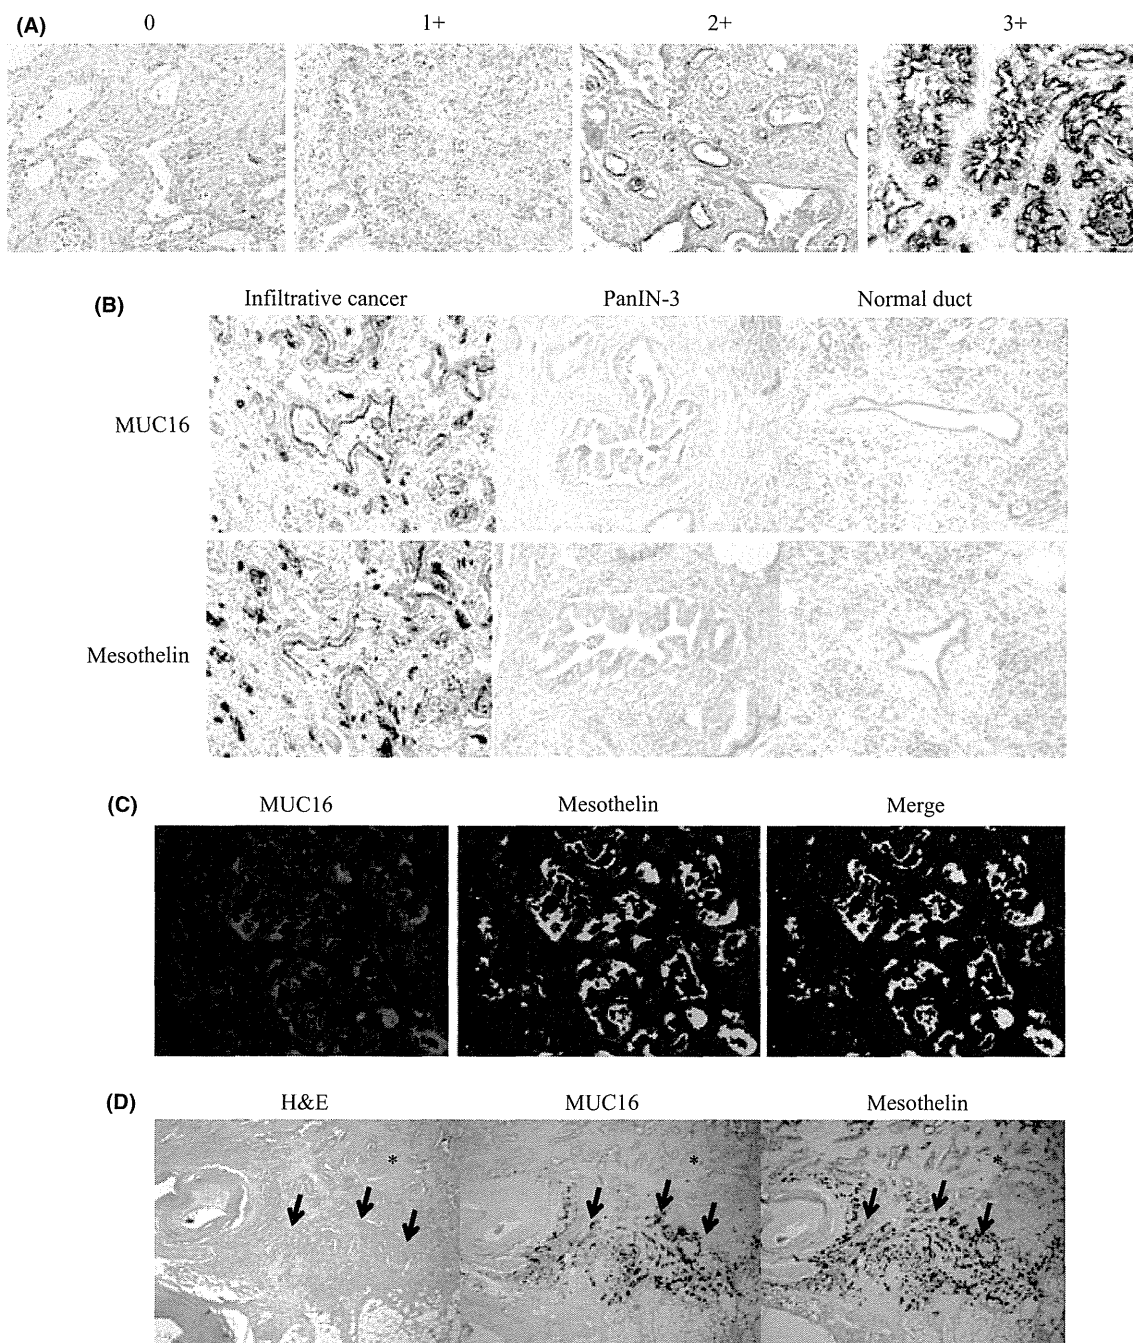 (A)
0 1+ 2+ 3+
(B)
Infiltrative cancer PanIN-3 Normal duct
MUC16
Mesothelin
(C)
MUC16 Mesothelin Merge
(D)
H&E MUC16 Mesothelin
* * *